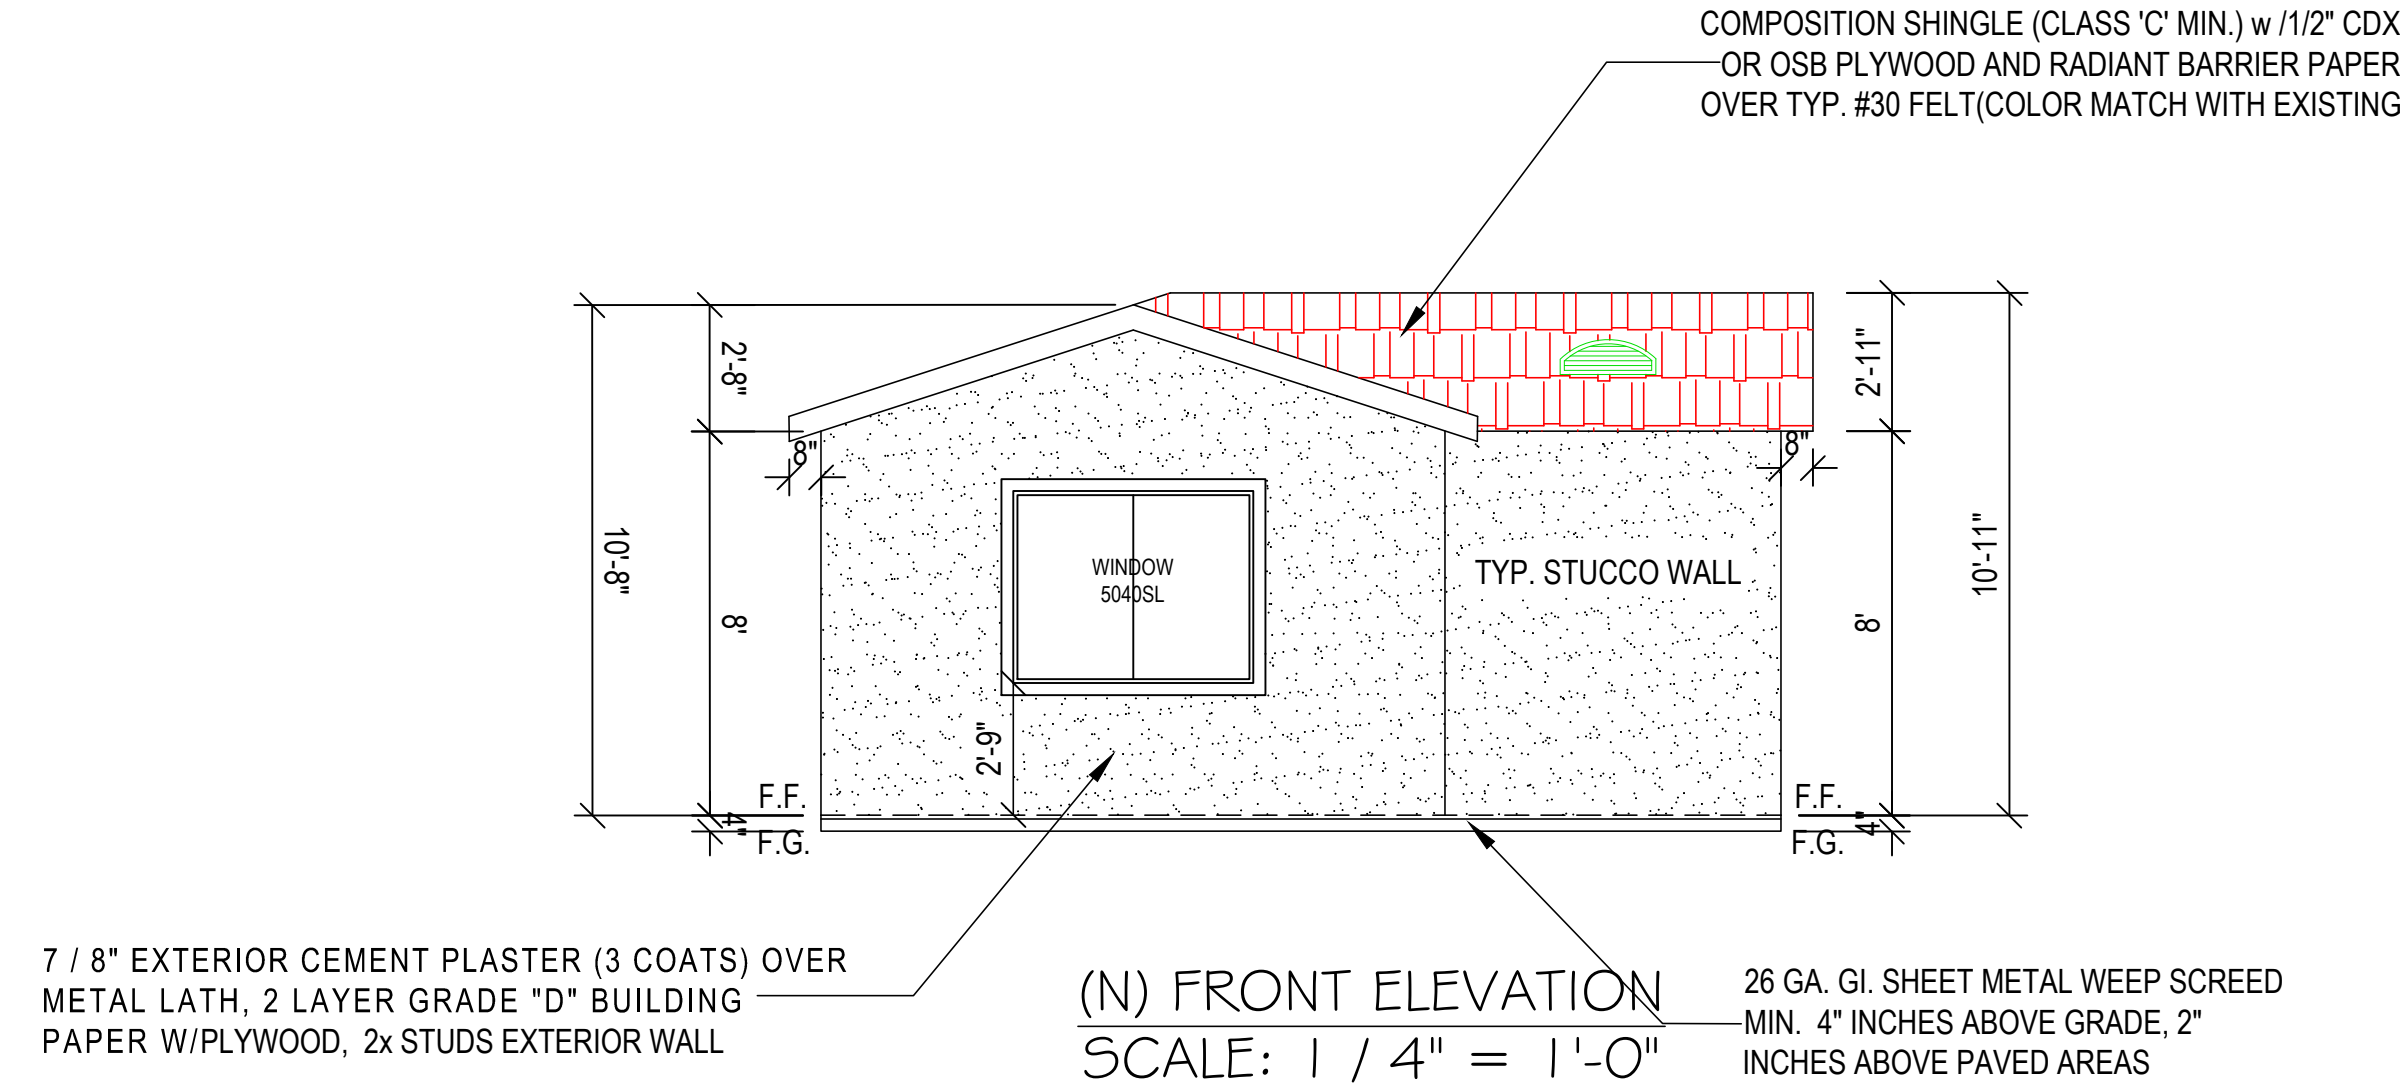 COMPOSITION SHINGLE (CLASS 'C' MIN.) w /1/2" CDX
OR OSB PLYWOOD AND RADIANT BARRIER PAPER
OVER TYP. #30 FELT(COLOR MATCH WITH EXISTING
2'-8"
2'-11"
8"
8"
10'-8"
10'-11"
WINDOW
5040SL
TYP. STUCCO WALL
8'
8'
2'-9"
F.F.
F.F.
4"
4"
F.G.
F.G.
7 / 8" EXTERIOR CEMENT PLASTER (3 COATS) OVER
METAL LATH, 2 LAYER GRADE "D" BUILDING
PAPER W/PLYWOOD, 2x STUDS EXTERIOR WALL
(N) FRONT ELEVATION
SCALE: 1 / 4" = 1'-0"
26 GA. GI. SHEET METAL WEEP SCREED
MIN. 4" INCHES ABOVE GRADE, 2"
INCHES ABOVE PAVED AREAS